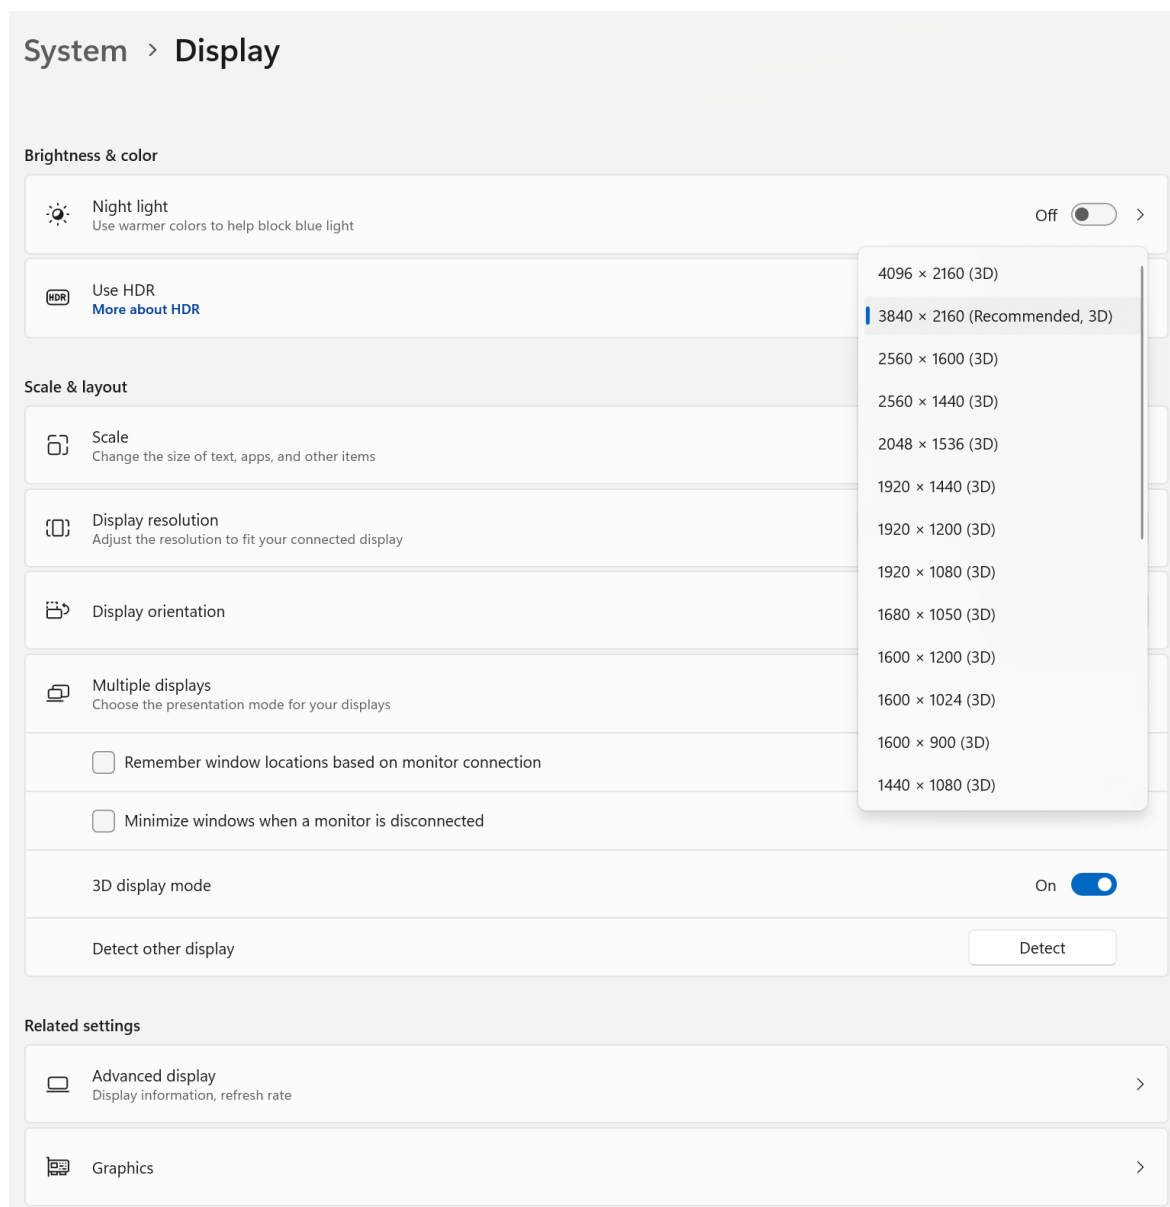 System > Display
Brightness & color
Night light
Use warmer colors to help block blue light
Off
HDR
Use HDR
More about HDR
4096 × 2160 (3D)
3840 × 2160 (Recommended, 3D)
2560 × 1600 (3D)
2560 × 1440 (3D)
2048 × 1536 (3D)
1920 × 1440 (3D)
1920 × 1200 (3D)
1920 × 1080 (3D)
1680 × 1050 (3D)
1600 × 1200 (3D)
1600 × 1024 (3D)
1600 × 900 (3D)
1440 × 1080 (3D)
Scale & layout
Scale
Change the size of text, apps, and other items
Display resolution
Adjust the resolution to fit your connected display
Display orientation
Multiple displays
Choose the presentation mode for your displays
Remember window locations based on monitor connection
Minimize windows when a monitor is disconnected
3D display mode
On
Detect other display
Detect
Related settings
Advanced display
Display information, refresh rate
Graphics